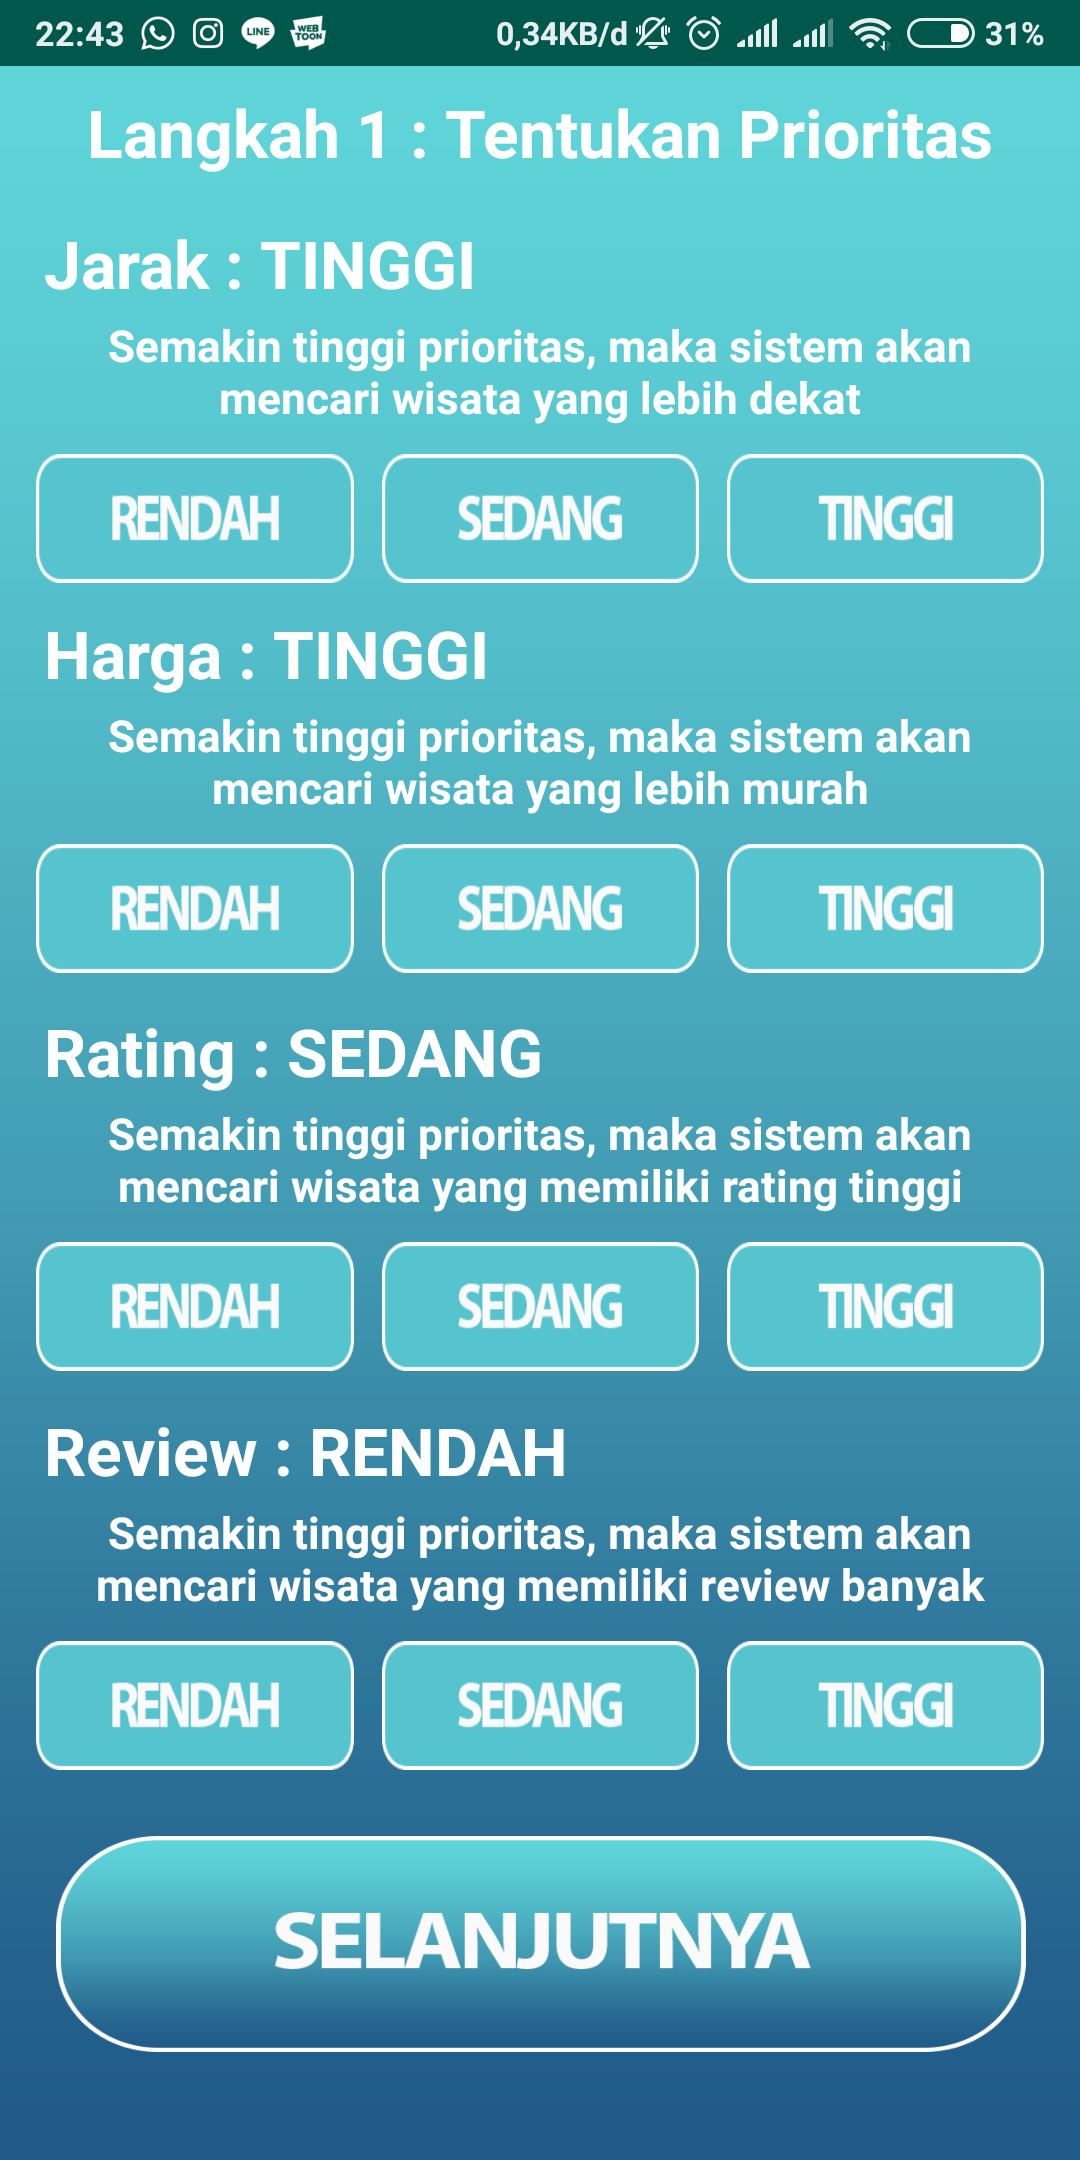 22:43 LINE WEB TOON 0,34KB/d 31%
Langkah 1 : Tentukan Prioritas
Jarak : TINGGI
Semakin tinggi prioritas, maka sistem akan
mencari wisata yang lebih dekat
RENDAH SEDANG TINGGI
Harga : TINGGI
Semakin tinggi prioritas, maka sistem akan
mencari wisata yang lebih murah
RENDAH SEDANG TINGGI
Rating : SEDANG
Semakin tinggi prioritas, maka sistem akan
mencari wisata yang memiliki rating tinggi
RENDAH SEDANG TINGGI
Review : RENDAH
Semakin tinggi prioritas, maka sistem akan
mencari wisata yang memiliki review banyak
RENDAH SEDANG TINGGI
SELANJUTNYA